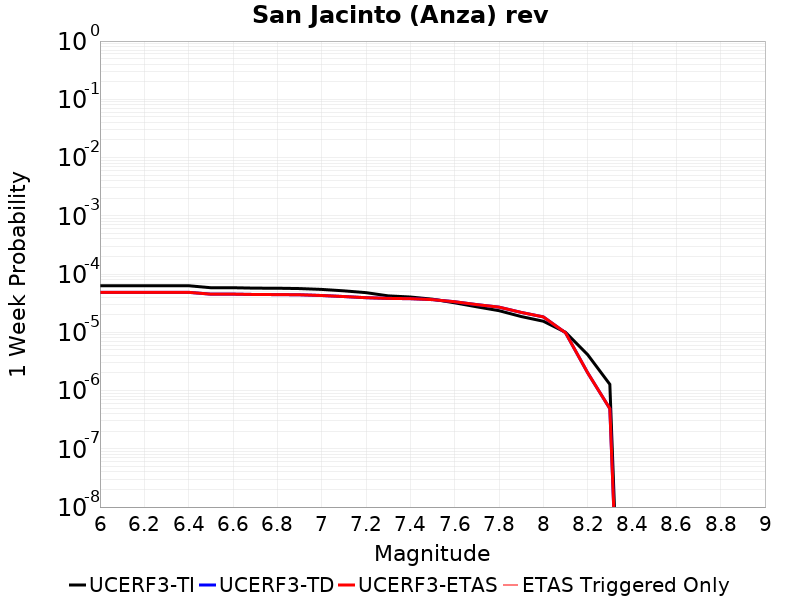 San Jacinto (Anza) rev
10^0
10^-1
10^-2
10^-3
10^-4
10^-5
10^-6
10^-7
10^-8
1 Week Probability
6 6.2 6.4 6.6 6.8 7 7.2 7.4 7.6 7.8 8 8.2 8.4 8.6 8.8 9
Magnitude
UCERF3-TI UCERF3-TD UCERF3-ETAS ETAS Triggered Only